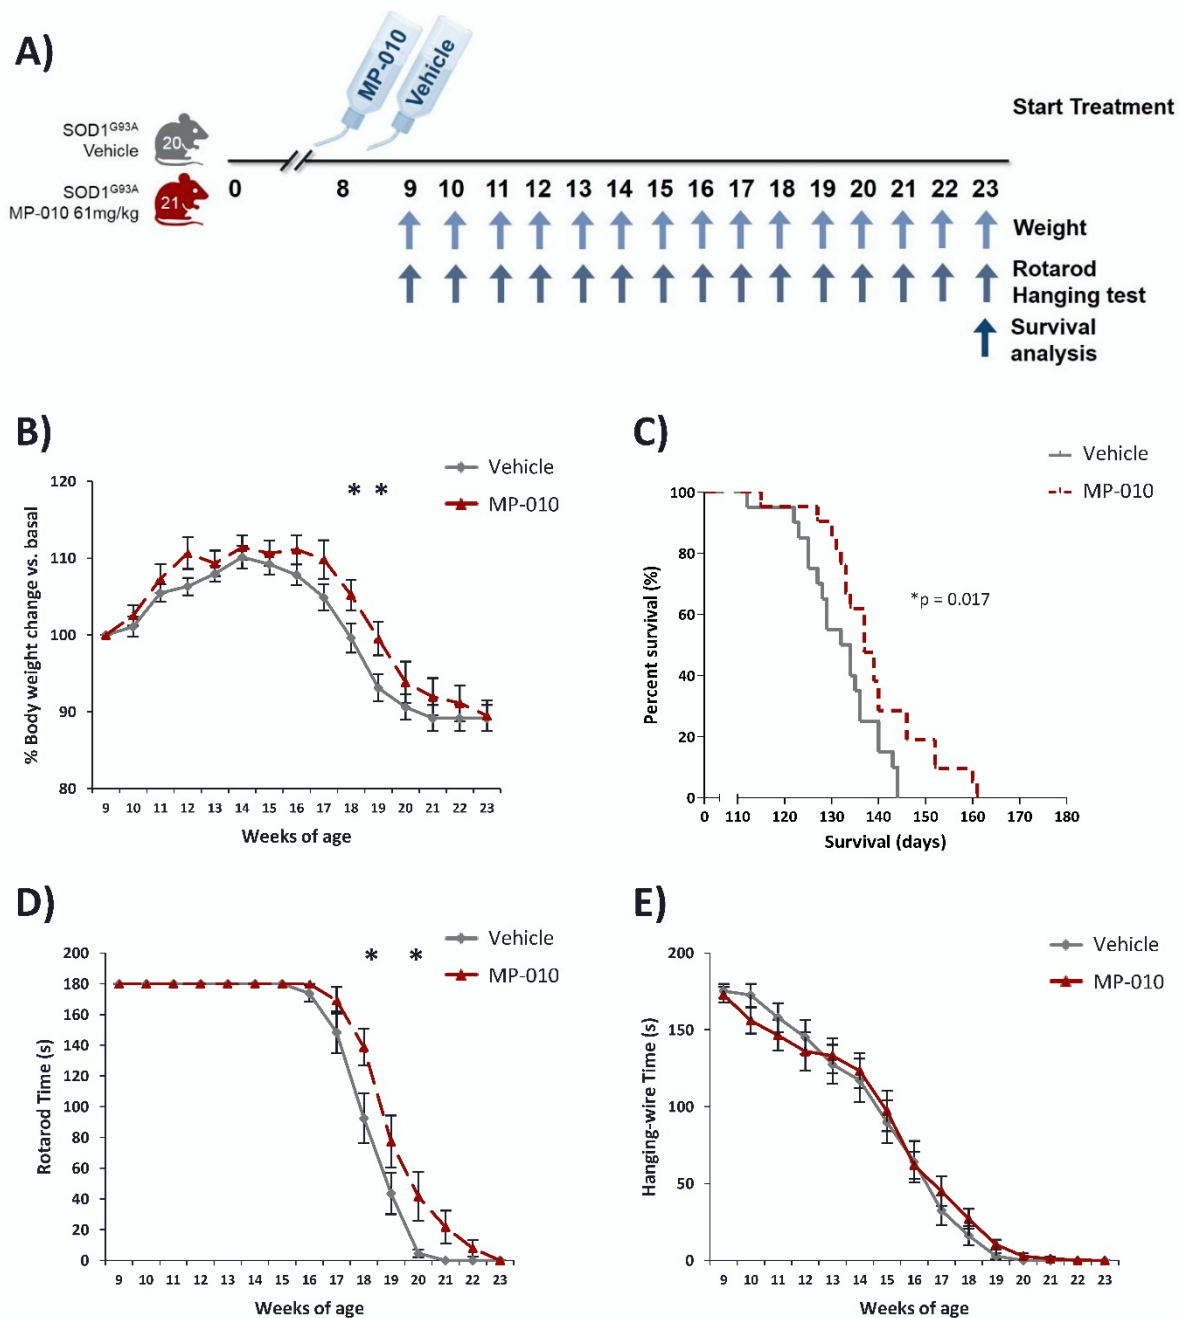 A)
MP-010
Vehicle
Start Treatment
SOD1G93A
Vehicle
20
SOD1G93A
MP-010 61mg/kg
21
0 8 9 10 11 12 13 14 15 16 17 18 19 20 21 22 23
Weight
Rotarod
Hanging test
Survival
analysis
B)
Vehicle
MP-010
* *
% Body weight change vs. basal
120
110
100
90
80
9 10 11 12 13 14 15 16 17 18 19 20 21 22 23
Weeks of age
C)
Vehicle
MP-010
*p = 0.017
Percent survival (%)
100
80
60
40
20
0
0 110 120 130 140 150 160 170 180
Survival (days)
D)
Vehicle
MP-010
* *
Rotarod Time (s)
200
180
160
140
120
100
80
60
40
20
0
9 10 11 12 13 14 15 16 17 18 19 20 21 22 23
Weeks of age
E)
Vehicle
MP-010
Hanging-wire Time (s)
200
150
100
50
0
9 10 11 12 13 14 15 16 17 18 19 20 21 22 23
Weeks of age